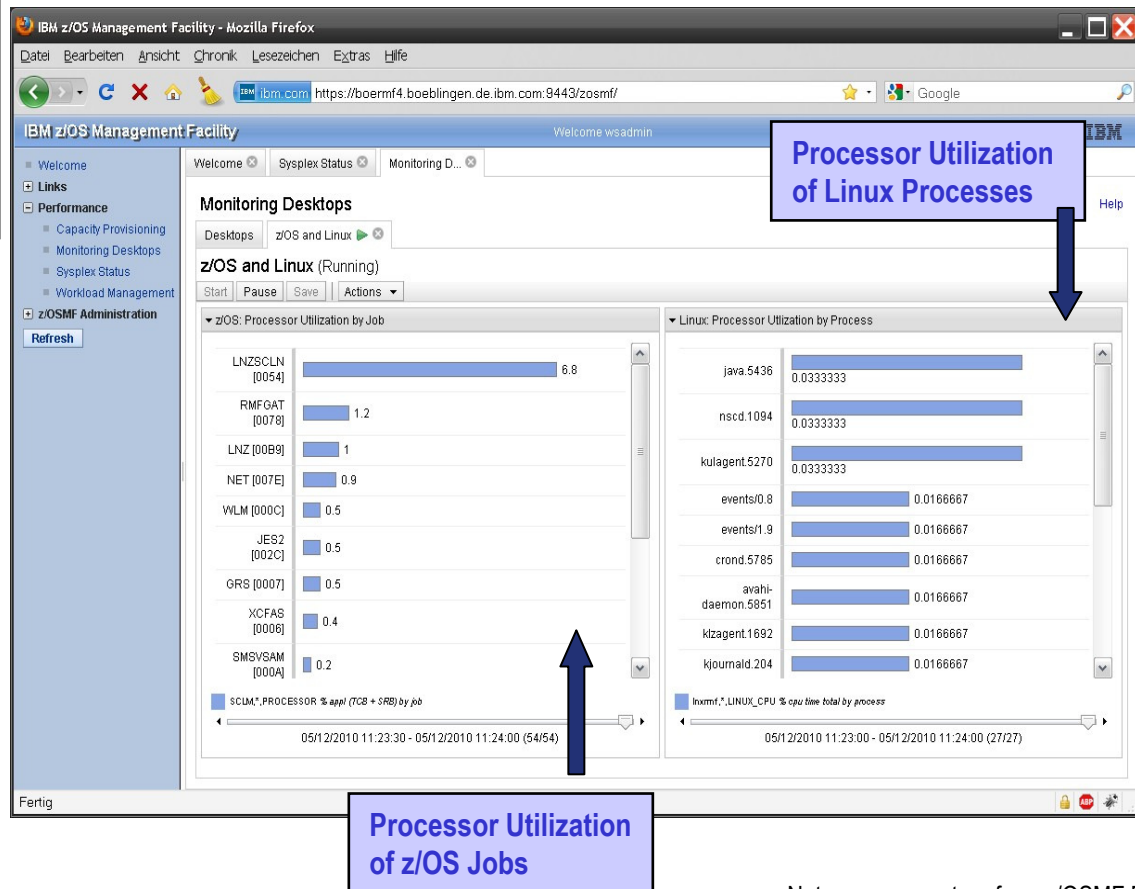 IBM z/OS Management Facility - Mozilla Firefox
Datei Bearbeiten Ansicht Chronik Lesezeichen Extras Hilfe
ibm.com https://boermf4.boeblingen.de.ibm.com:9443/zosmf/
Google
IBM z/OS Management Facility
Welcome wsadmin
IBM
Processor Utilization
of Linux Processes
Welcome
Links
Performance
Capacity Provisioning
Monitoring Desktops
Sysplex Status
Workload Management
z/OSMF Administration
Refresh
Welcome Sysplex Status Monitoring D...
Monitoring Desktops
Help
Desktops z/OS and Linux
z/OS and Linux (Running)
Start Pause Save Actions
z/OS: Processor Utilization by Job
LNZSCLN
[0054]
6.8
RMFGAT
[0078]
1.2
LNZ [00B9] 1
NET [007E] 0.9
WLM [000C] 0.5
JES2
[002C]
0.5
GRS [0007] 0.5
XCFAS
[0006]
0.4
SMSVSAM
[000A]
0.2
SCLM,*,PROCESSOR % appl (TCB + SRB) by job
05/12/2010 11:23:30 - 05/12/2010 11:24:00 (54/54)
Linux: Processor Utlization by Process
java.5436
0.0333333
nscd.1094
0.0333333
kulagent.5270
0.0333333
events/0.8 0.0166667
events/1.9 0.0166667
crond.5785 0.0166667
avahi-
daemon.5851
0.0166667
klzagent.1692 0.0166667
kjournald.204 0.0166667
lnxrmf,*,LINUX_CPU % cpu time total by process
05/12/2010 11:23:00 - 05/12/2010 11:24:00 (27/27)
Fertig
ABP
Processor Utilization
of z/OS Jobs